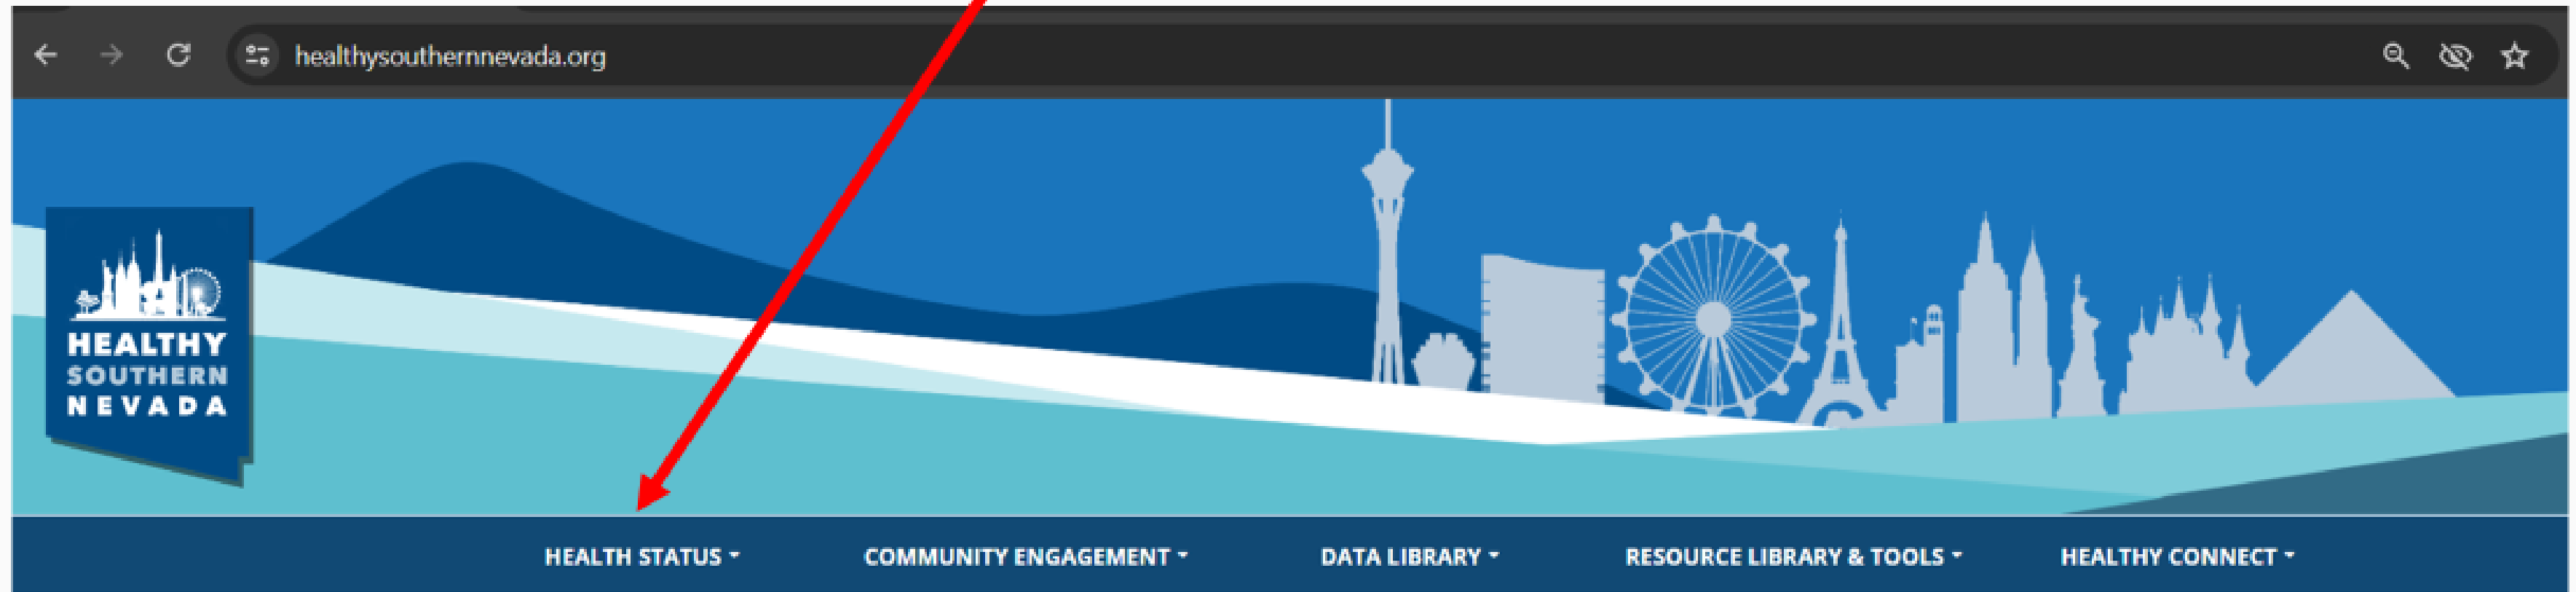 healthysouthernnevada.org
HEALTHY
SOUTHERN
NEVADA
HEALTH STATUS
COMMUNITY ENGAGEMENT
DATA LIBRARY
RESOURCE LIBRARY & TOOLS
HEALTHY CONNECT